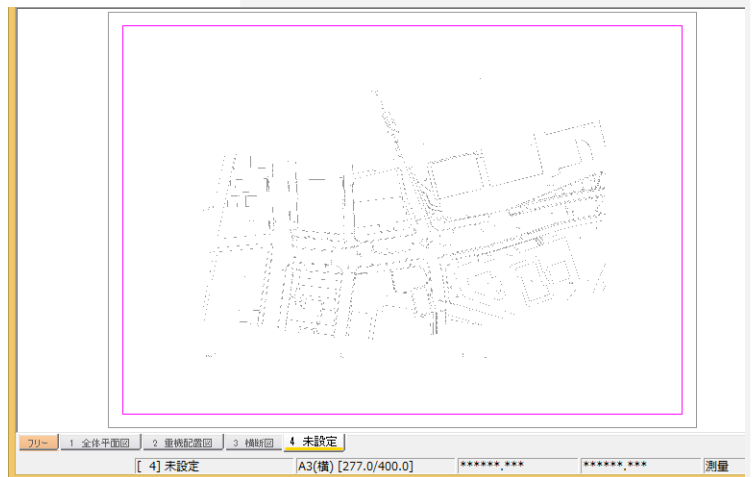 フリー 1 全体平面図 2 重機配置図 3 横断図 4 未設定
[ 4] 未設定 A3(横) [277.0/400.0] ******.*** ******.*** 測量